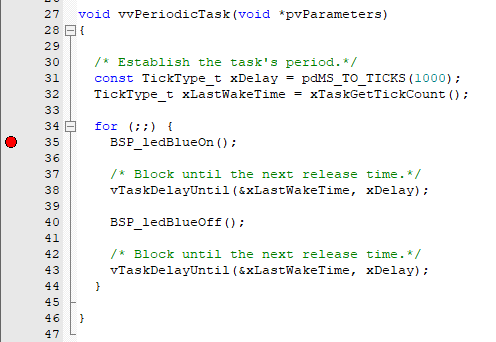 26
27 void vvPeriodicTask(void *pvParameters)
28 {
29
30 /* Establish the task's period.*/
31 const TickType_t xDelay = pdMS_TO_TICKS(1000);
32 TickType_t xLastWakeTime = xTaskGetTickCount();
33
34 for (;;) {
35 BSP_ledBlueOn();
36
37 /* Block until the next release time.*/
38 vTaskDelayUntil(&xLastWakeTime, xDelay);
39
40 BSP_ledBlueOff();
41
42 /* Block until the next release time.*/
43 vTaskDelayUntil(&xLastWakeTime, xDelay);
44 }
45
46 }
47